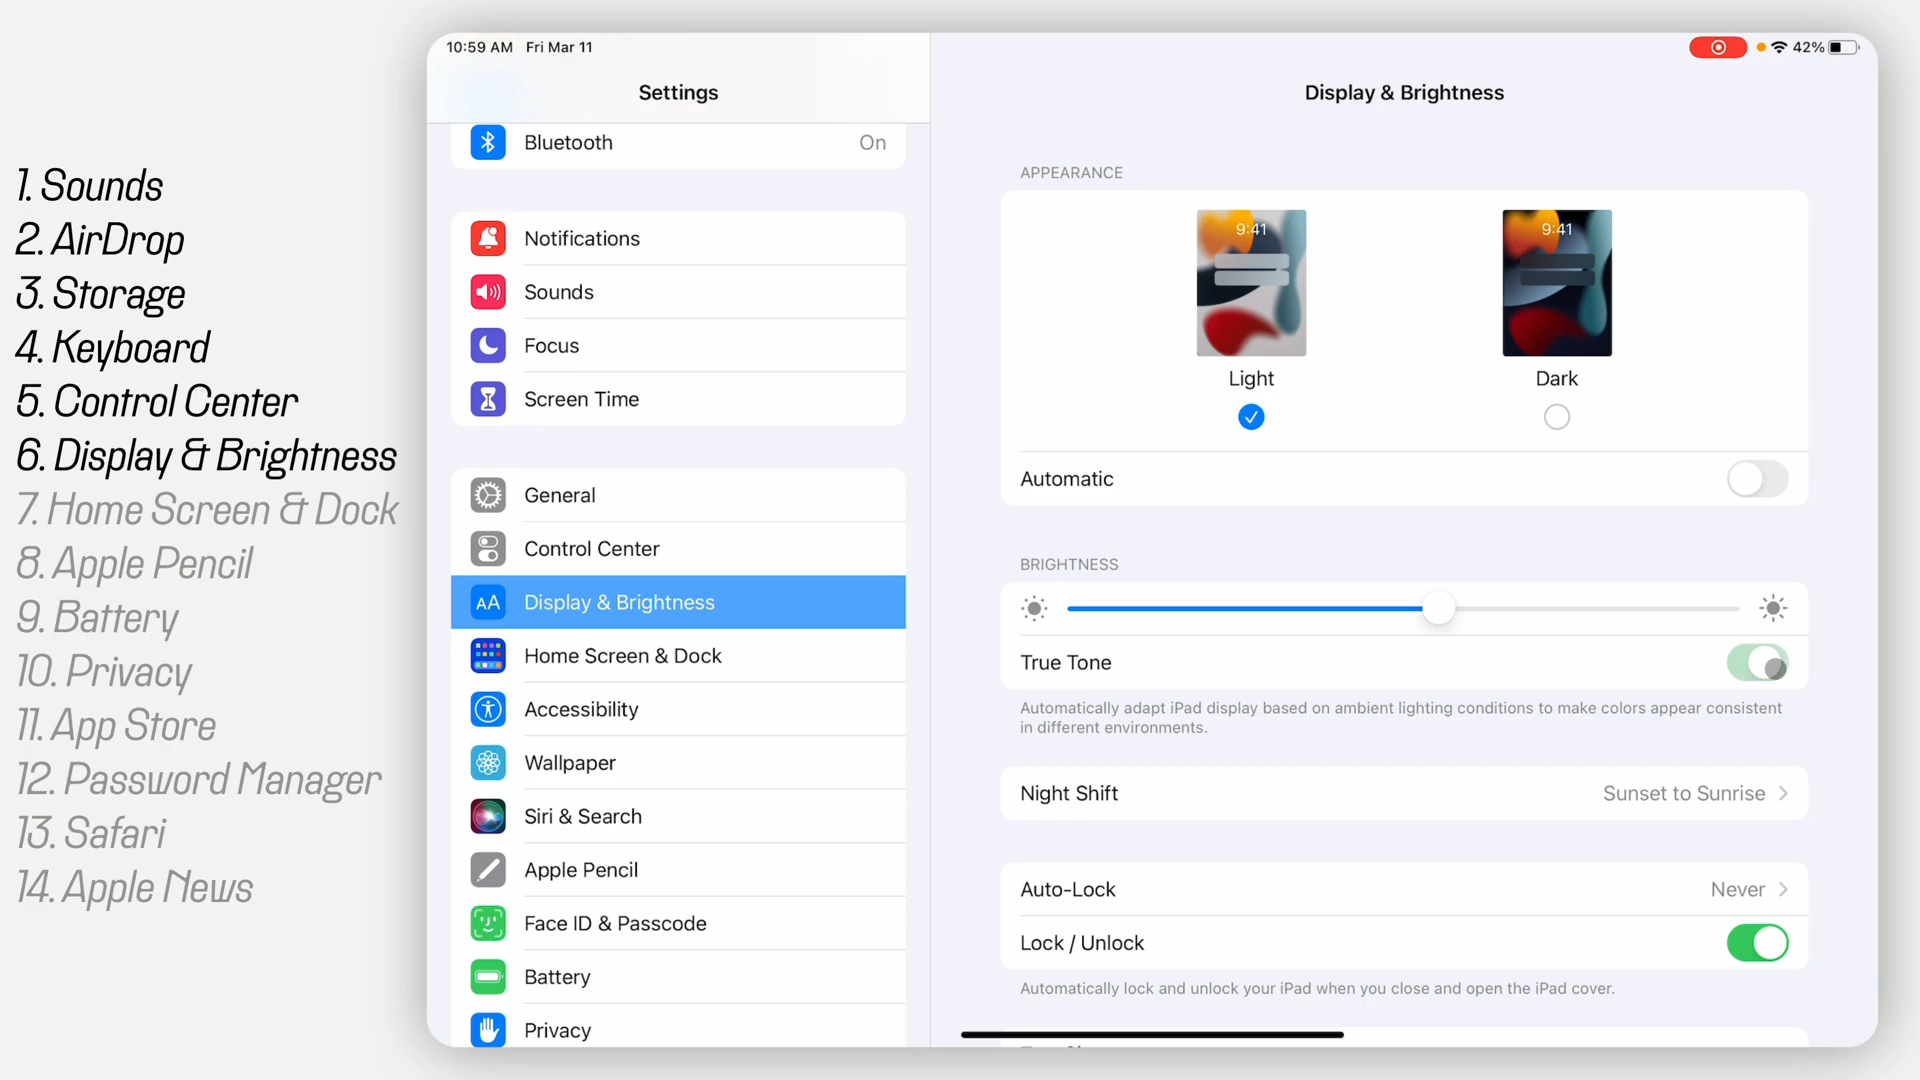 1. Sounds
2. AirDrop
3. Storage
4. Keyboard
5. Control Center
6. Display & Brightness
7. Home Screen & Dock
8. Apple Pencil
9. Battery
10. Privacy
11. App Store
12. Password Manager
13. Safari
14. Apple News
10:59 AM Fri Mar 11
42%
Settings
Bluetooth On
Notifications
Sounds
Focus
Screen Time
General
Control Center
AA Display & Brightness
Home Screen & Dock
Accessibility
Wallpaper
Siri & Search
Apple Pencil
Face ID & Passcode
Battery
Privacy
Display & Brightness
APPEARANCE
9:41 9:41
Light Dark
Automatic
BRIGHTNESS
True Tone
Automatically adapt iPad display based on ambient lighting conditions to make colors appear consistent
in different environments.
Night Shift Sunset to Sunrise
Auto-Lock Never
Lock / Unlock
Automatically lock and unlock your iPad when you close and open the iPad cover.